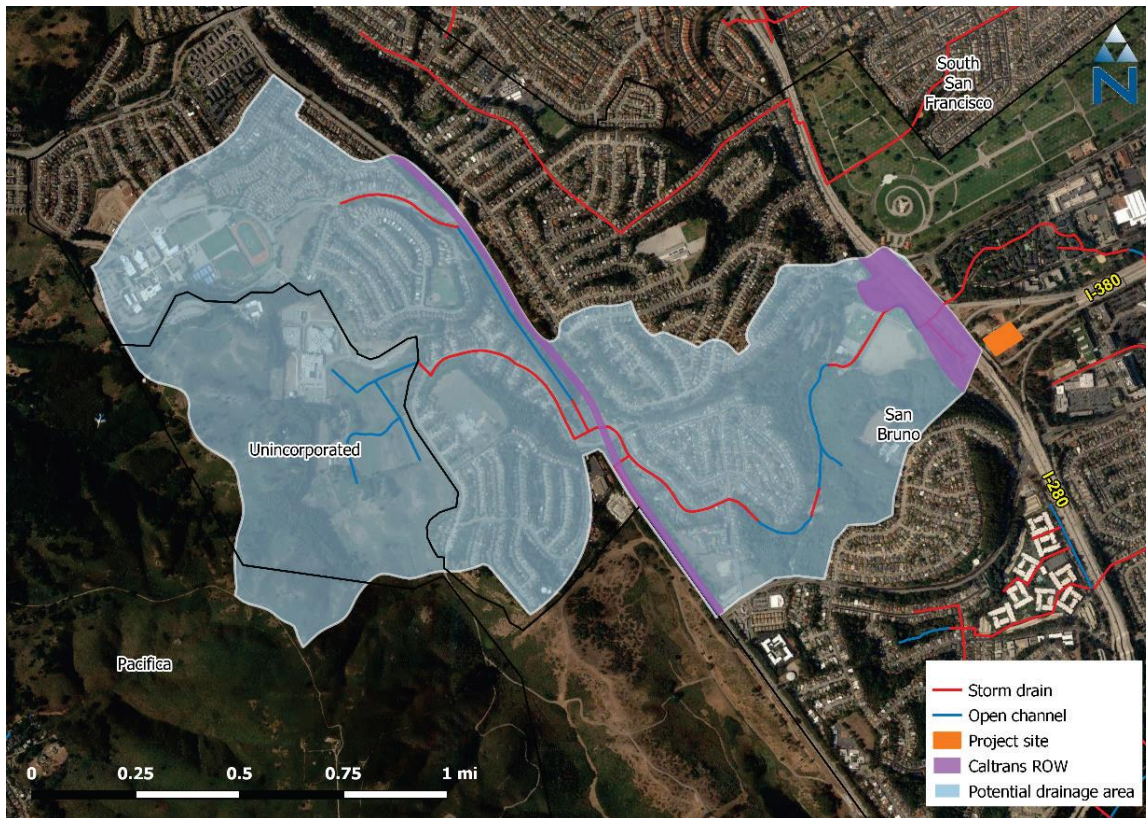 South
San
Francisco
N
I-380
San
Bruno
Unincorporated
I-280
Pacifica
Storm drain
Open channel
Project site
Caltrans ROW
Potential drainage area
0 0.25 0.5 0.75 1 mi